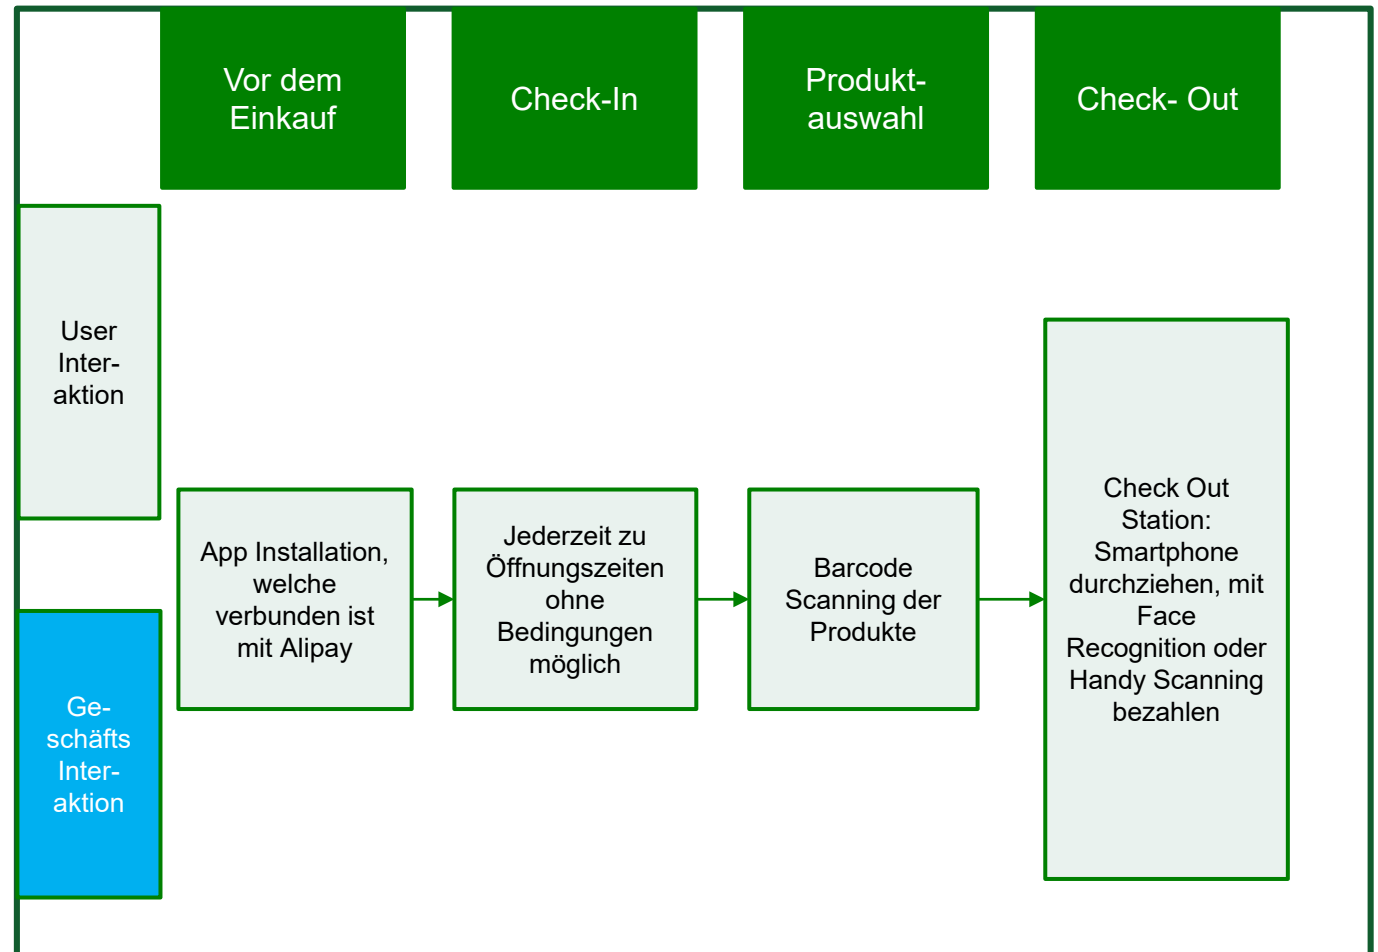 Vor dem
Einkauf
Check-In
Produkt-
auswahl
Check- Out
User
Inter-
aktion
App Installation,
welche
verbunden ist
mit Alipay
Jederzeit zu
Öffnungszeiten
ohne
Bedingungen
möglich
Barcode
Scanning der
Produkte
Check Out
Station:
Smartphone
durchziehen, mit
Face
Recognition oder
Handy Scanning
bezahlen
Ge-
schäfts
Inter-
aktion